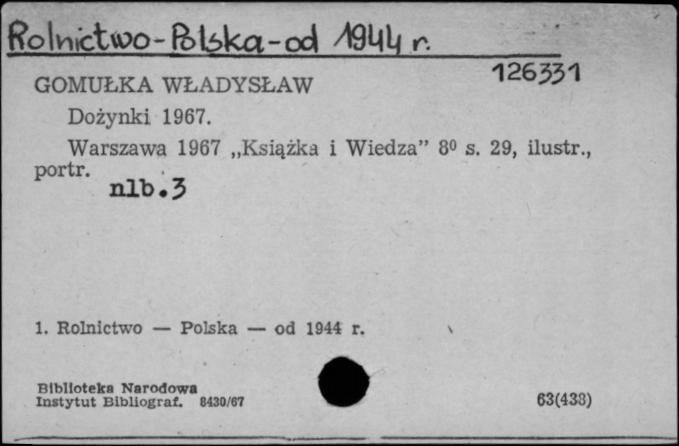 Rolnictwo-Polska-od 1944 r.
126331
GOMUŁKA WŁADYSŁAW
Dożynki 1967.
Warszawa 1967 „Książka i Wiedza” 8⁰ s. 29, ilustr.,
portr.
nlb.3
1. Rolnictwo — Polska — od 1944 r.
Biblioteka Narodowa
Instytut Bibliograf. 8430/67
63(438)